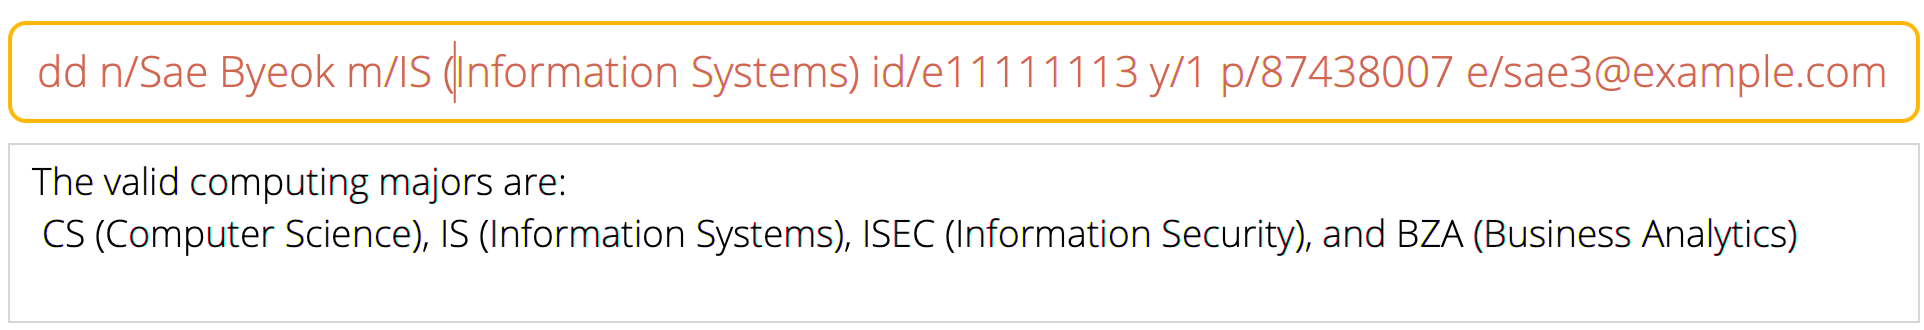 dd n/Sae Byeok m/IS (Information Systems) id/e11111113 y/1 p/87438007 e/sae3@example.com
The valid computing majors are:
CS (Computer Science), IS (Information Systems), ISEC (Information Security), and BZA (Business Analytics)